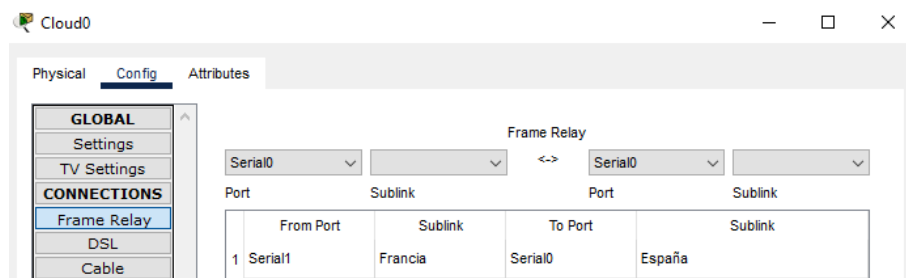 Cloud0
Physical Config Attributes
GLOBAL
Settings
TV Settings
CONNECTIONS
Frame Relay
DSL
Cable
Frame Relay
Serial0 <-> Serial0
Port Sublink Port Sublink
From Port Sublink To Port Sublink
1 Serial1 Francia Serial0 España